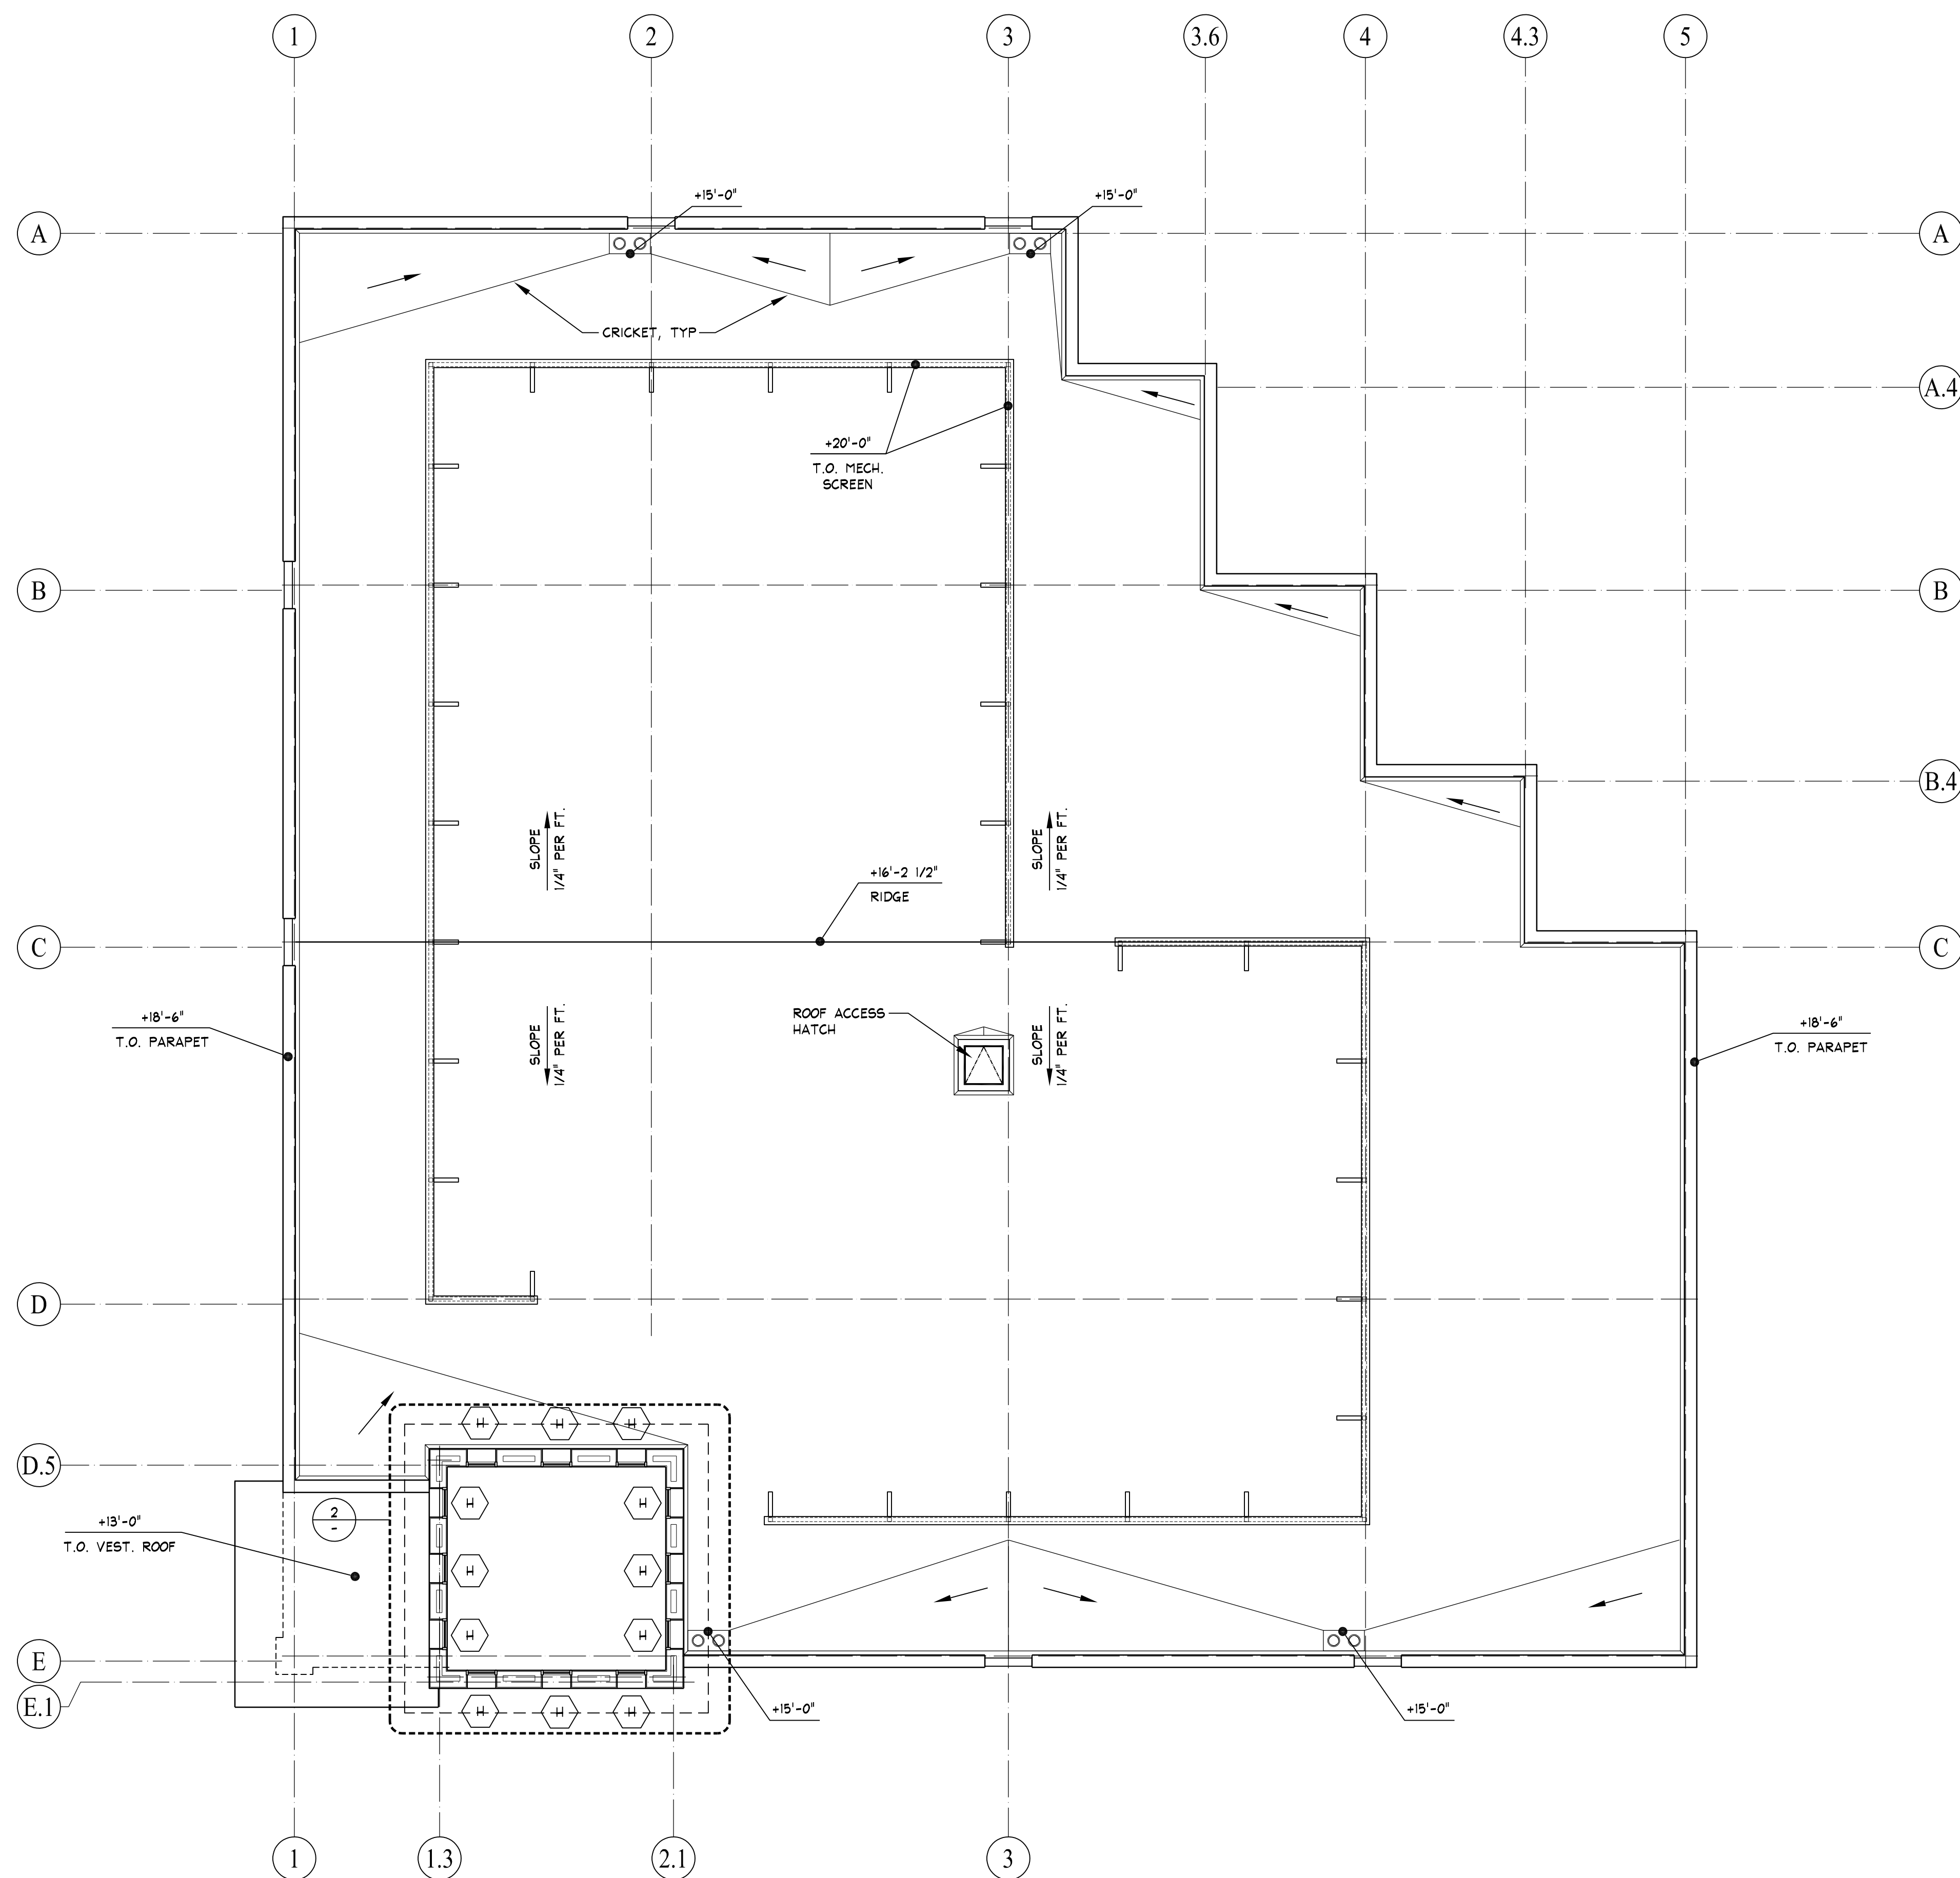 1 2 3 3.6 4 4.3 5
+15'-0" +15'-0"
A A
CRICKET, TYP
A.4
+20'-0"
T.O. MECH.
SCREEN
B B
B.4
SLOPE
1/4" PER FT.
SLOPE
1/4" PER FT.
+16'-2 1/2"
RIDGE
C C
+18'-6"
T.O. PARAPET
ROOF ACCESS
HATCH
SLOPE
1/4" PER FT.
SLOPE
1/4" PER FT.
+18'-6"
T.O. PARAPET
D
H H H
D.5
H H
2
-
+13'-0"
T.O. VEST. ROOF
H H
H H
E
E.1
H H H
+15'-0" +15'-0"
1 1.3 2.1 3